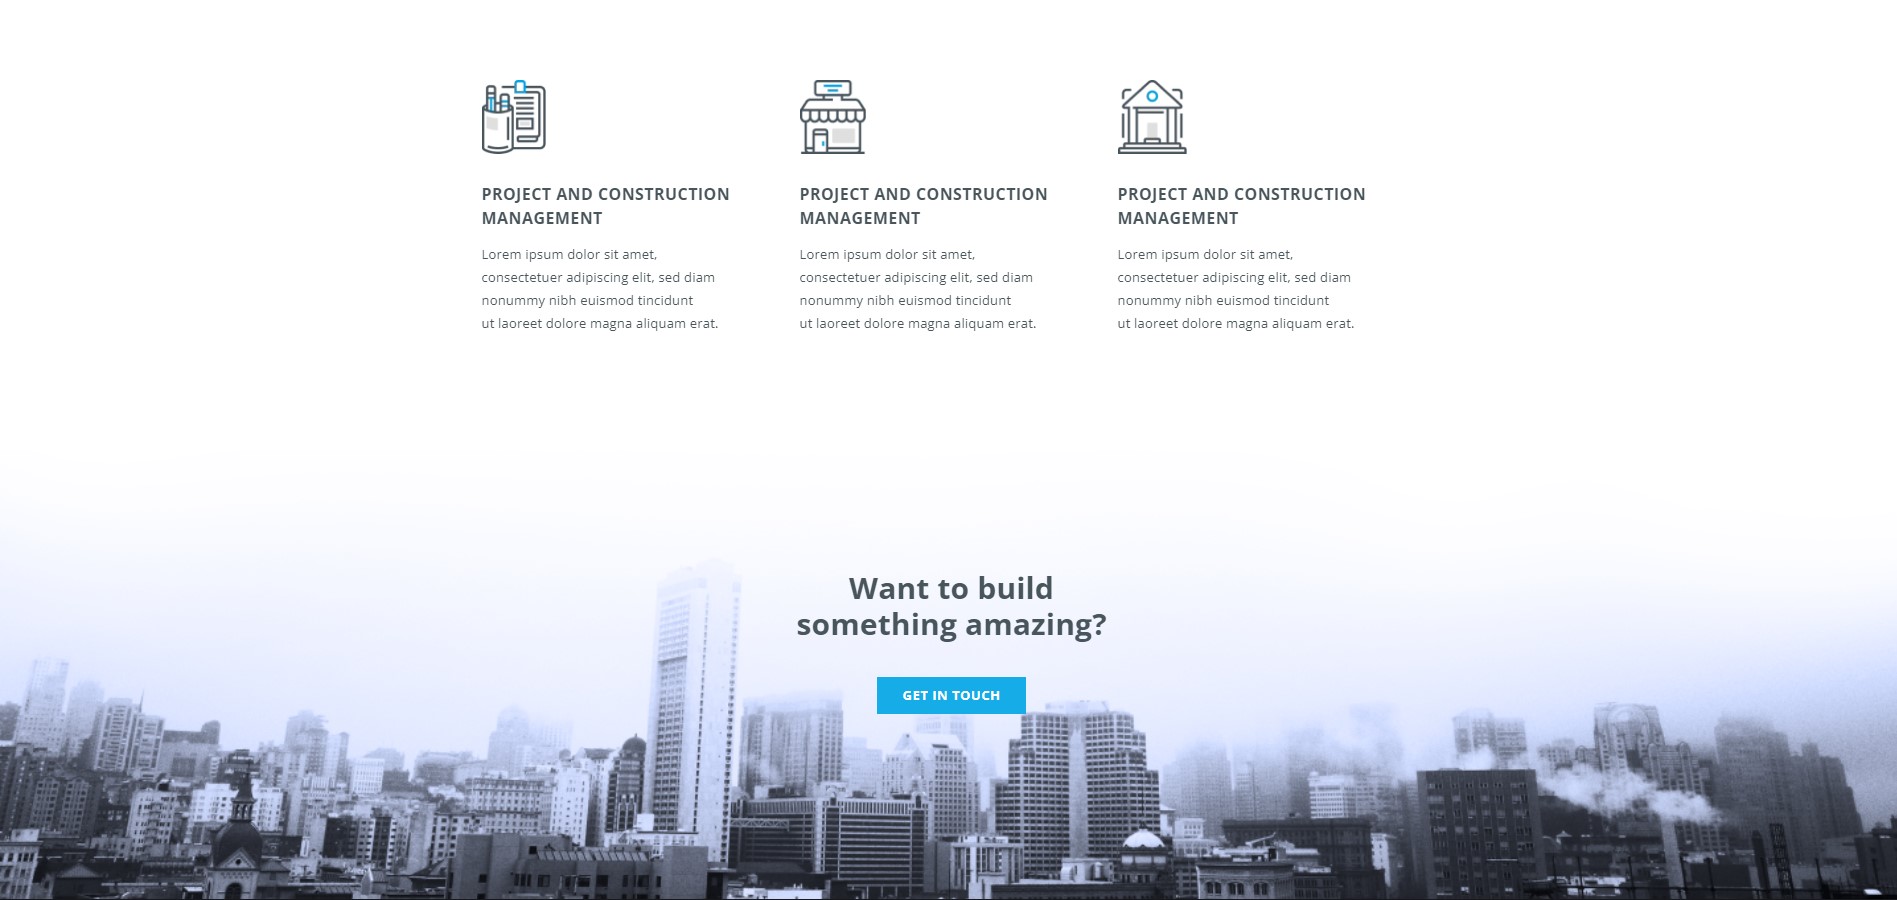 PROJECT AND CONSTRUCTION
MANAGEMENT
Lorem ipsum dolor sit amet,
consectetuer adipiscing elit, sed diam
nonummy nibh euismod tincidunt
ut laoreet dolore magna aliquam erat.
PROJECT AND CONSTRUCTION
MANAGEMENT
Lorem ipsum dolor sit amet,
consectetuer adipiscing elit, sed diam
nonummy nibh euismod tincidunt
ut laoreet dolore magna aliquam erat.
PROJECT AND CONSTRUCTION
MANAGEMENT
Lorem ipsum dolor sit amet,
consectetuer adipiscing elit, sed diam
nonummy nibh euismod tincidunt
ut laoreet dolore magna aliquam erat.
Want to build
something amazing?
GET IN TOUCH